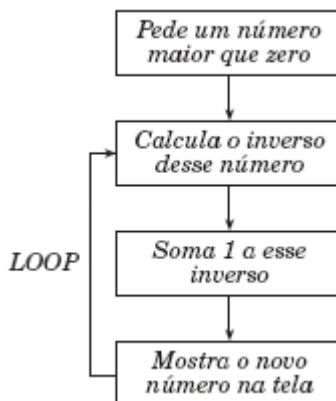 Pede um número
maior que zero
Calcula o inverso
desse número
LOOP
Soma 1 a esse
inverso
Mostra o novo
número na tela